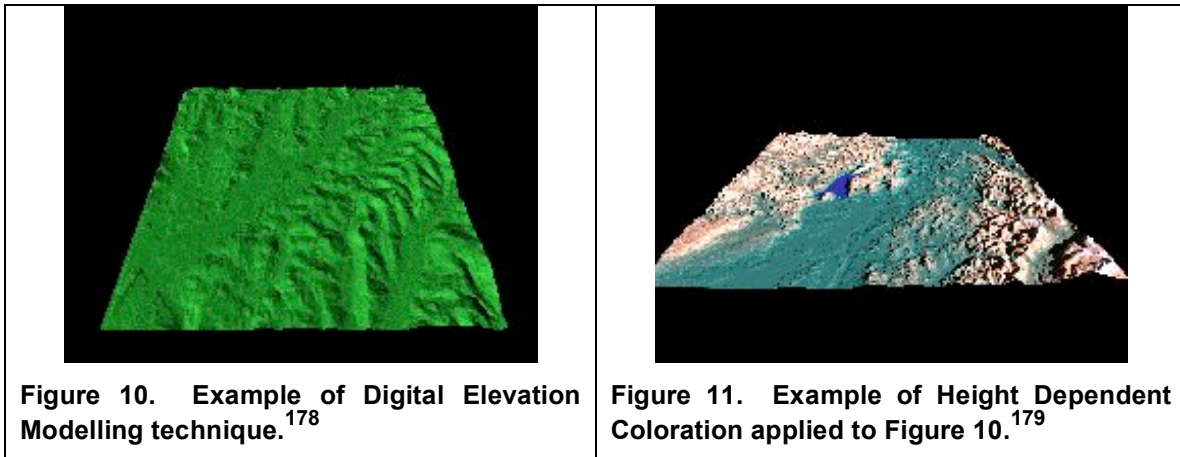 Figure 10. Example of Digital Elevation
Modelling technique.178
Figure 11. Example of Height Dependent
Coloration applied to Figure 10.179